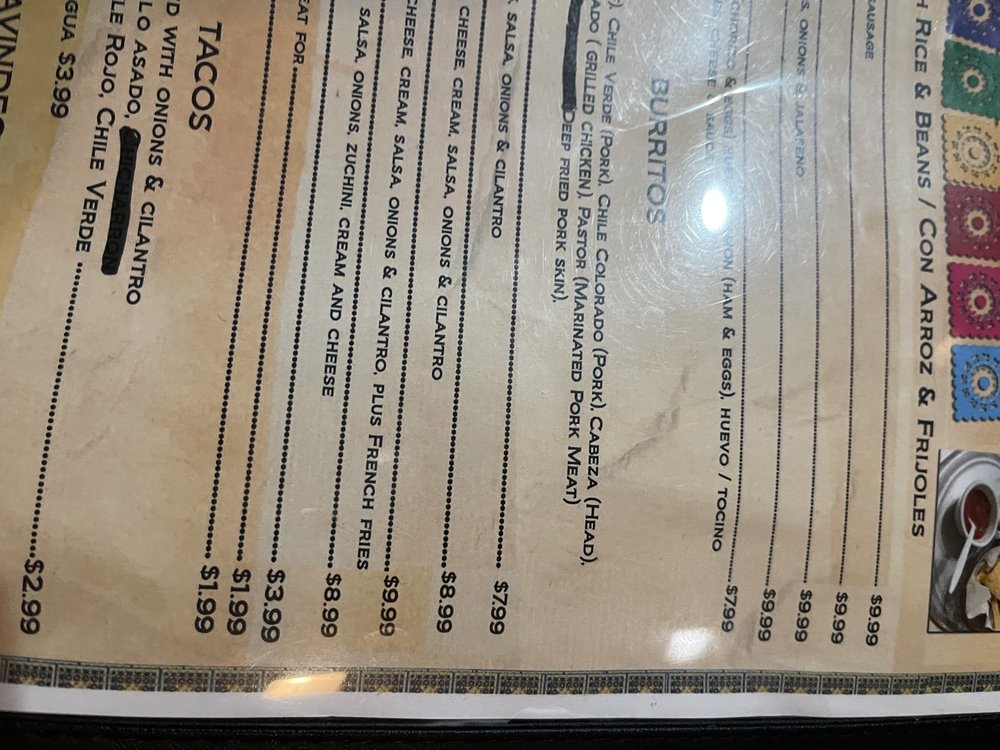 H RICE & BEANS / CON ARROZ & FRIJOLES
SAUSAGE
$9.99
$9.99
S, ONIONS & JALAPENO
$9.99
$9.99
(HAM & EGGS), HUEVO / TOCINO
$7.99
BURRITOS
), CHILE VERDE (PORK), CHILE COLORADO (PORK), CABEZA (HEAD),
ADO (GRILLED CHICKEN), PASTOR (MARINATED PORK MEAT)
DEEP FRIED PORK SKIN),
SALSA, ONIONS & CILANTRO
$7.99
CHEESE, CREAM, SALSA, ONIONS & CILANTRO
$8.99
CHEESE, CREAM, SALSA, ONIONS & CILANTRO, PLUS FRENCH FRIES
$9.99
SALSA, ONIONS, ZUCHINI, CREAM AND CHEESE
$8.99
EAT FOR
$3.99
$1.99
TACOS
$1.99
D WITH ONIONS & CILANTRO
LO ASADO,
LE ROJO, CHILE VERDE
GUA $3.99
$2.99